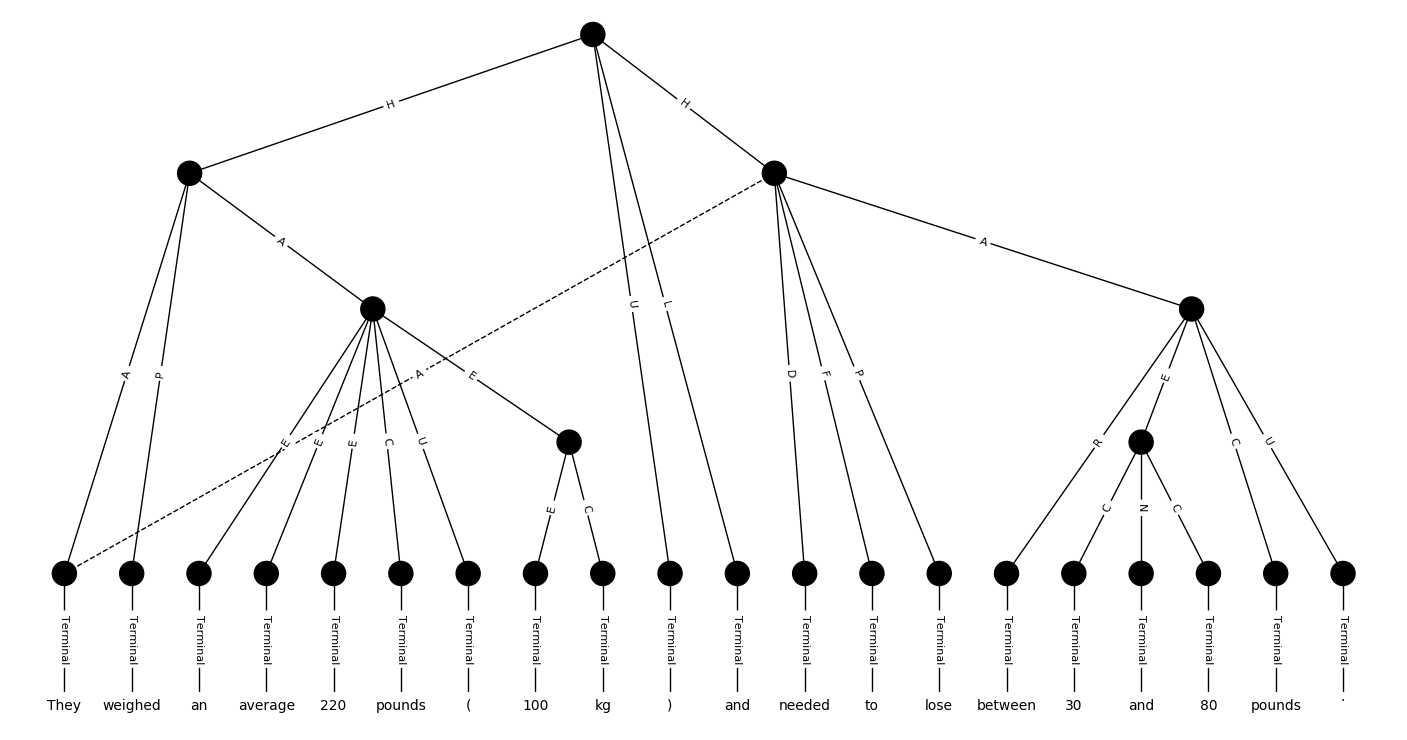 H H
A A
U L
A P A E D F P
E E E C U R E C U
E C C N C
Terminal Terminal Terminal Terminal Terminal Terminal Terminal Terminal Terminal Terminal Terminal Terminal Terminal Terminal Terminal Terminal Terminal Terminal Terminal Terminal
They weighed an average 220 pounds ( 100 kg ) and needed to lose between 30 and 80 pounds .